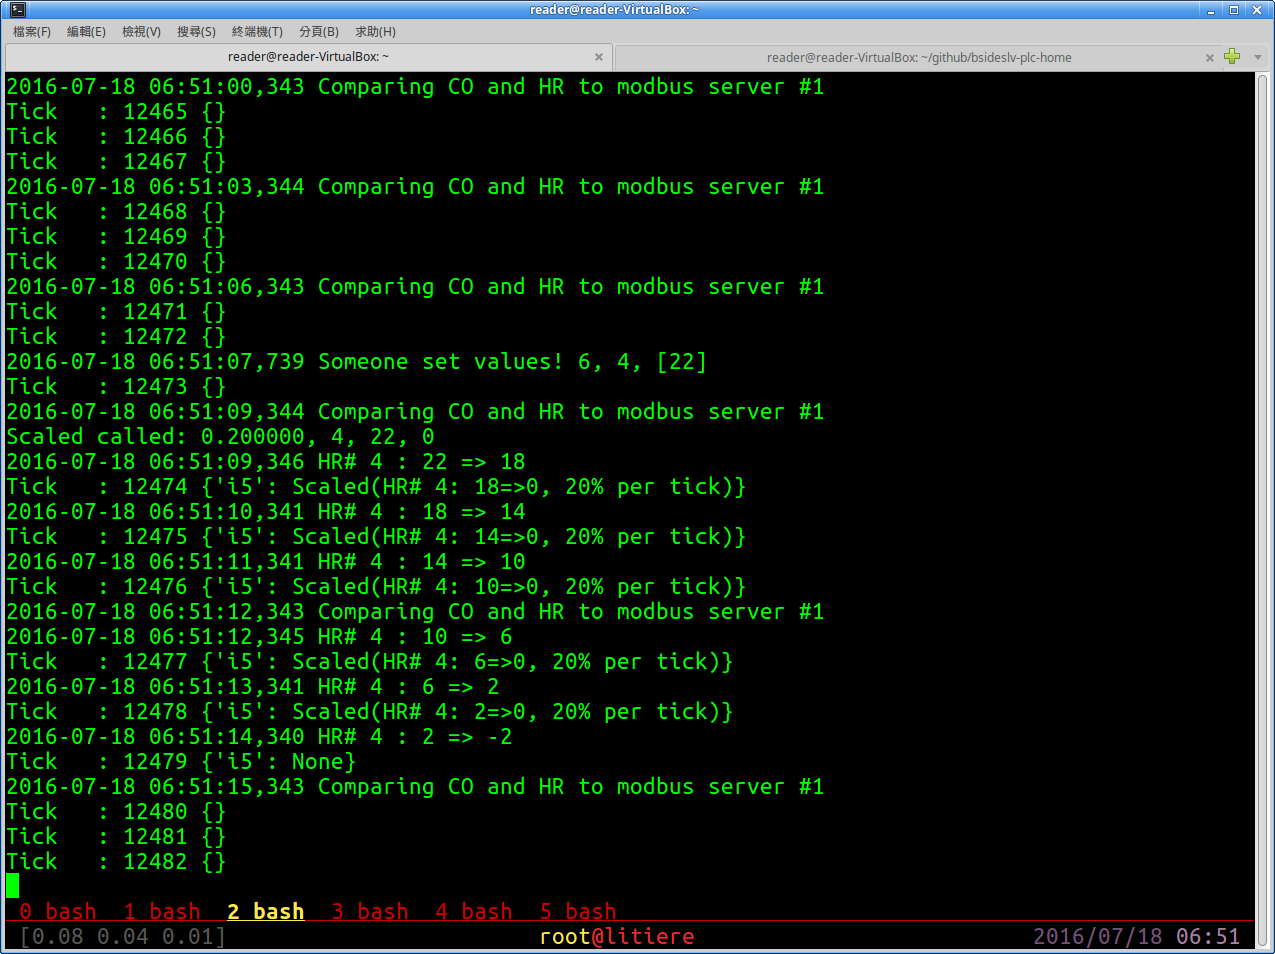 reader@reader-VirtualBox: ~
檔案(F) 編輯(E) 檢視(V) 搜尋(S) 終端機(T) 分頁(B) 求助(H)
reader@reader-VirtualBox: ~ reader@reader-VirtualBox: ~/github/bsideslv-plc-home
2016-07-18 06:51:00,343 Comparing CO and HR to modbus server #1
Tick   : 12465 {}
Tick   : 12466 {}
Tick   : 12467 {}
2016-07-18 06:51:03,344 Comparing CO and HR to modbus server #1
Tick   : 12468 {}
Tick   : 12469 {}
Tick   : 12470 {}
2016-07-18 06:51:06,343 Comparing CO and HR to modbus server #1
Tick   : 12471 {}
Tick   : 12472 {}
2016-07-18 06:51:07,739 Someone set values! 6, 4, [22]
Tick   : 12473 {}
2016-07-18 06:51:09,344 Comparing CO and HR to modbus server #1
Scaled called: 0.200000, 4, 22, 0
2016-07-18 06:51:09,346 HR# 4 : 22 => 18
Tick   : 12474 {'i5': Scaled(HR# 4: 18=>0, 20% per tick)}
2016-07-18 06:51:10,341 HR# 4 : 18 => 14
Tick   : 12475 {'i5': Scaled(HR# 4: 14=>0, 20% per tick)}
2016-07-18 06:51:11,341 HR# 4 : 14 => 10
Tick   : 12476 {'i5': Scaled(HR# 4: 10=>0, 20% per tick)}
2016-07-18 06:51:12,343 Comparing CO and HR to modbus server #1
2016-07-18 06:51:12,345 HR# 4 : 10 => 6
Tick   : 12477 {'i5': Scaled(HR# 4: 6=>0, 20% per tick)}
2016-07-18 06:51:13,341 HR# 4 : 6 => 2
Tick   : 12478 {'i5': Scaled(HR# 4: 2=>0, 20% per tick)}
2016-07-18 06:51:14,340 HR# 4 : 2 => -2
Tick   : 12479 {'i5': None}
2016-07-18 06:51:15,343 Comparing CO and HR to modbus server #1
Tick   : 12480 {}
Tick   : 12481 {}
Tick   : 12482 {}
0 bash  1 bash  2 bash  3 bash  4 bash  5 bash
[0.08 0.04 0.01] root@litiere 2016/07/18 06:51